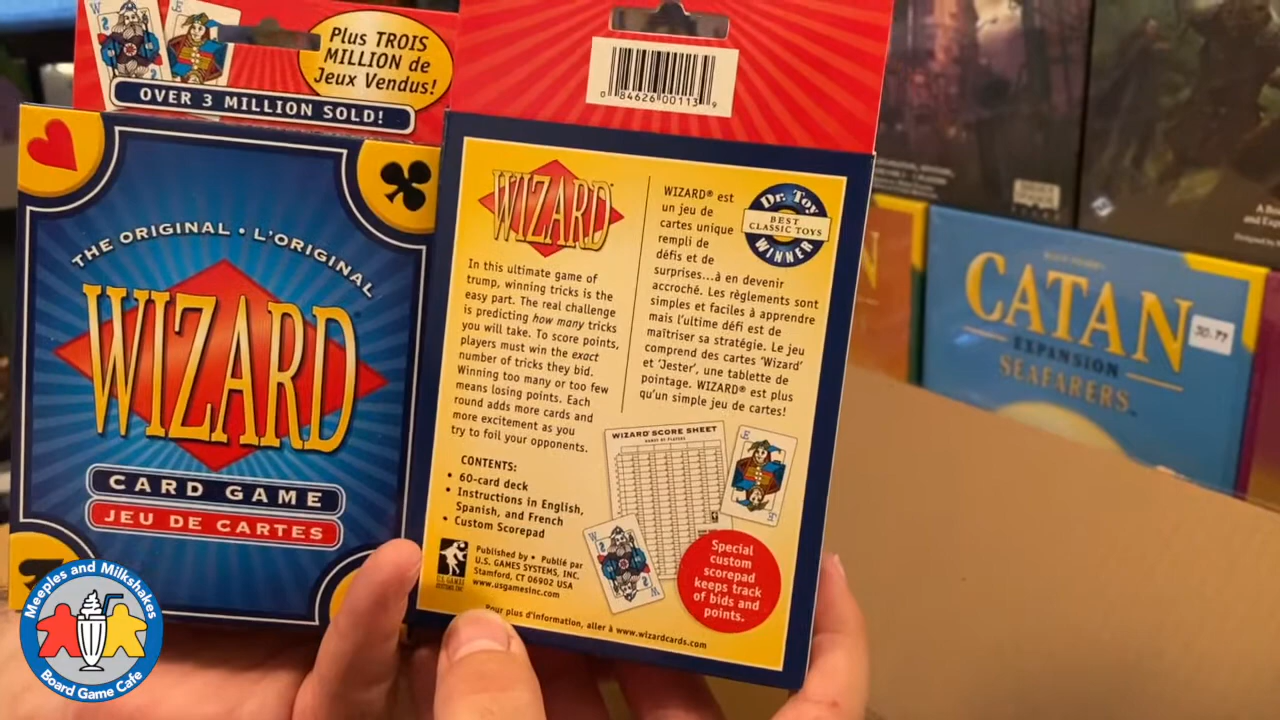 W
S
Æ
Plus TROIS
MILLION de
Jeux Vendus!
OVER 3 MILLION SOLD!
THE ORIGINAL • L'ORIGINAL
WIZARD
CARD GAME
JEU DE CARTES
0 84626 00113 9
WIZARD®
In this ultimate game of
trump, winning tricks is the
easy part. The real challenge
is predicting how many tricks
you will take. To score points,
players must win the exact
number of tricks they bid.
Winning too many or too few
means losing points. Each
round adds more cards and
more excitement as you
try to foil your opponents.
CONTENTS:
• 60-card deck
• Instructions in English,
Spanish, and French
• Custom Scorepad
Published by • Publié par
U.S. GAMES SYSTEMS, INC.
Stamford, CT 06902 USA
www.usgamesinc.com
U.S. GAMES
SYSTEMS, INC.
WIZARD® est
un jeu de
cartes unique
rempli de
défis et de
surprises...à en devenir
accroché. Les règlements sont
simples et faciles à apprendre
mais l'ultime défi est de
maîtriser sa stratégie. Le jeu
comprend des cartes 'Wizard'
et 'Jester', une tablette de
pointage. WIZARD® est plus
qu'un simple jeu de cartes!
Dr. Toy
BEST
CLASSIC TOYS
WINNER
WIZARD® SCORE SHEET
W
S
Special
custom
scorepad
keeps track
of bids and
points.
Pour plus d'information, aller à www.wizardcards.com
CATAN
EXPANSION
SEAFARERS
30.99
N
Meeples and Milkshakes
Board Game Cafe